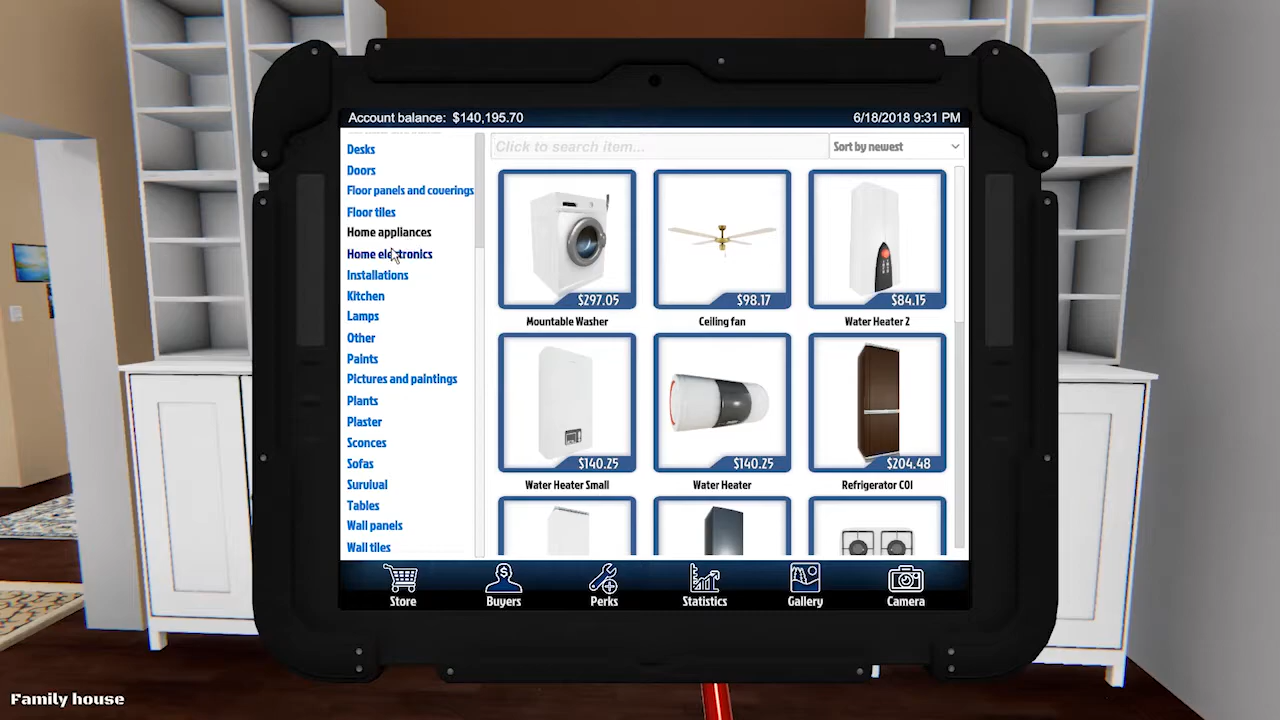 Account balance: $140,195.70
6/18/2018 9:31 PM
Desks
Doors
Floor panels and coverings
Floor tiles
Home appliances
Home electronics
Installations
Kitchen
Lamps
Other
Paints
Pictures and paintings
Plants
Plaster
Sconces
Sofas
Survival
Tables
Wall panels
Wall tiles
Click to search item...
Sort by newest
$297.05
$98.17
$84.15
Mountable Washer
Ceiling fan
Water Heater 2
$140.25
$140.25
$204.48
Water Heater Small
Water Heater
Refrigerator C01
Store
Buyers
Perks
Statistics
Gallery
Camera
Family house